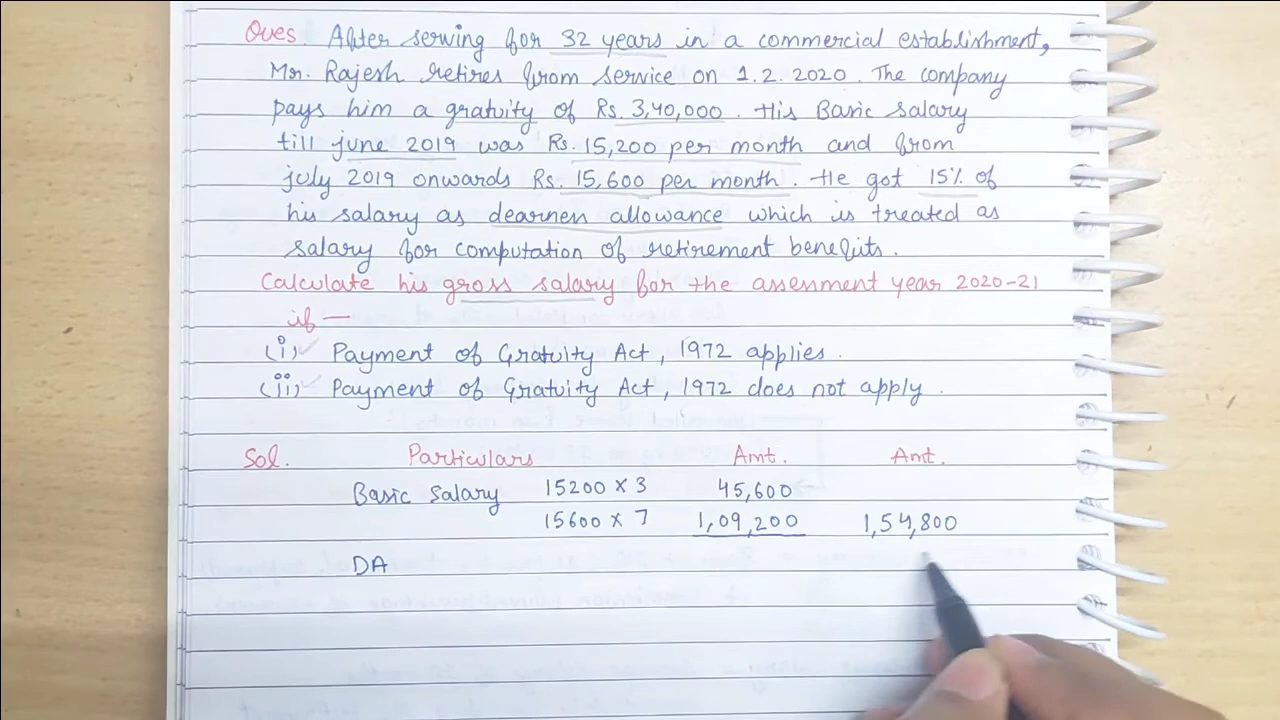 Ques. After serving for 32 years in a commercial establishment,
Mr. Rajesh retires from service on 1.2.2020. The company
pays him a gratuity of Rs. 3,40,000. His Basic salary
till june 2019 was Rs. 15,200 per month and from
july 2019 onwards Rs. 15,600 per month. He got 15% of
his salary as dearness allowance which is treated as
salary for computation of retirement benefits.
Calculate his gross salary for the assessment year 2020-21
if —
(i) Payment of Gratuity Act, 1972 applies.
(ii) Payment of Gratuity Act, 1972 does not apply.
Sol. Particulars Amt. Amt.
Basic Salary 15200 × 3 45,600
15600 × 7 1,09,200 1,54,800
DA